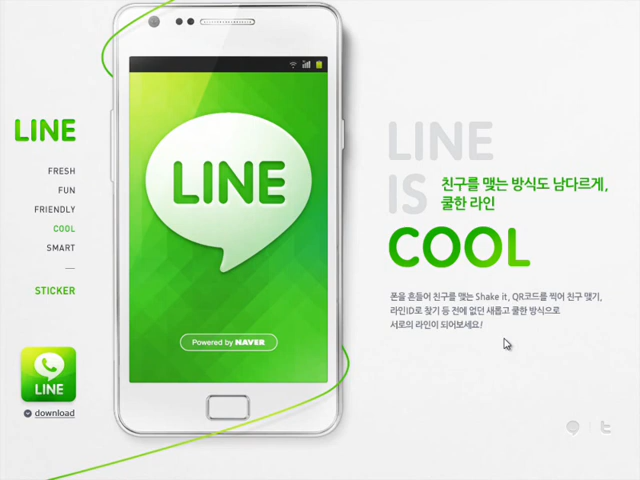 LINE
FRESH
FUN
FRIENDLY
COOL
SMART
STICKER
LINE
download
LINE
Powered by NAVER
LINE
IS
친구를 맺는 방식도 남다르게,
쿨한 라인
COOL
폰을 흔들어 친구를 맺는 Shake it, QR코드를 찍어 친구 맺기,
라인ID로 찾기 등 전에 없던 새롭고 쿨한 방식으로
서로의 라인이 되어보세요!